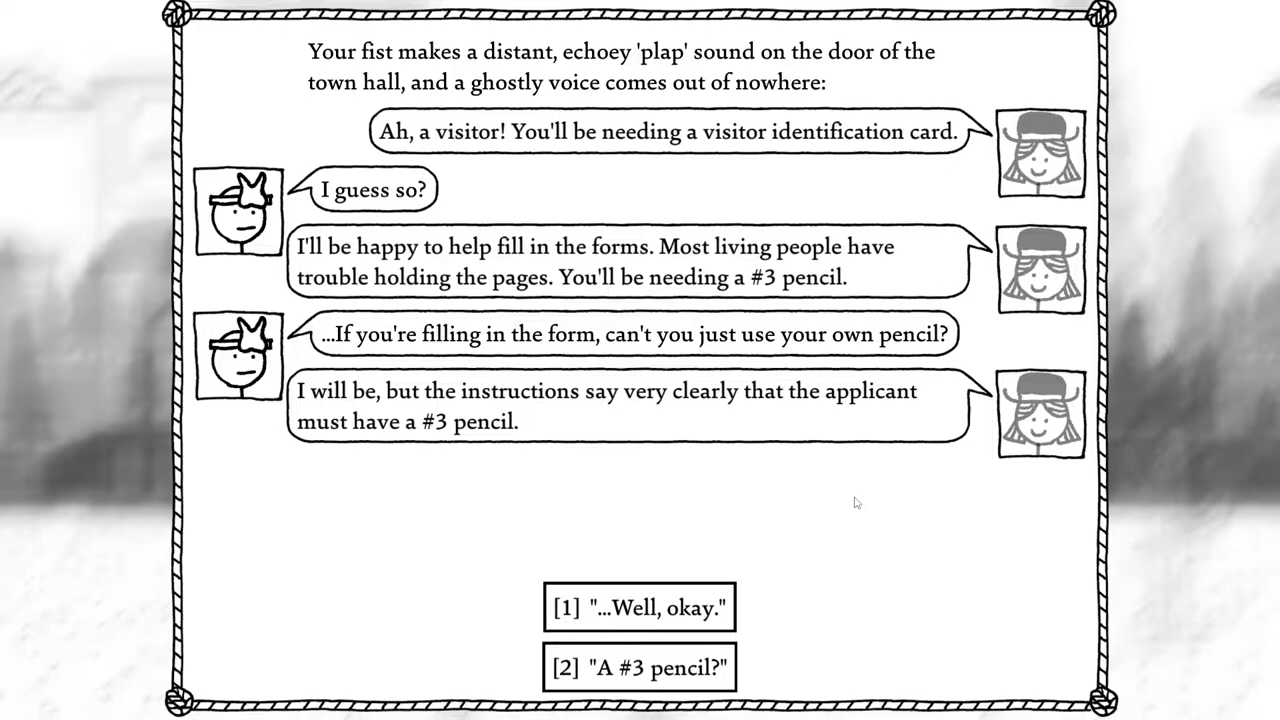 Your fist makes a distant, echoey 'plap' sound on the door of the
town hall, and a ghostly voice comes out of nowhere:
Ah, a visitor! You'll be needing a visitor identification card.
I guess so?
I'll be happy to help fill in the forms. Most living people have
trouble holding the pages. You'll be needing a #3 pencil.
...If you're filling in the form, can't you just use your own pencil?
I will be, but the instructions say very clearly that the applicant
must have a #3 pencil.
[1] "...Well, okay."
[2] "A #3 pencil?"